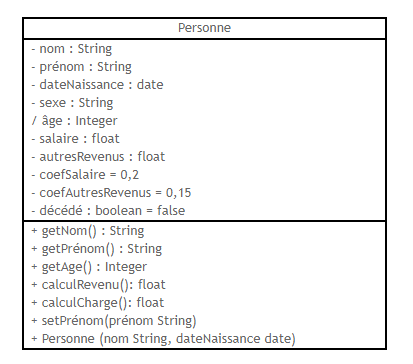 Personne
- nom : String
- prénom : String
- dateNaissance : date
- sexe : String
/ âge : Integer
- salaire : float
- autresRevenus : float
- coefSalaire = 0,2
- coefAutresRevenus = 0,15
- décédé : boolean = false
+ getNom() : String
+ getPrénom() : String
+ getAge() : Integer
+ calculRevenu(): float
+ calculCharge(): float
+ setPrénom(prénom String)
+ Personne (nom String, dateNaissance date)